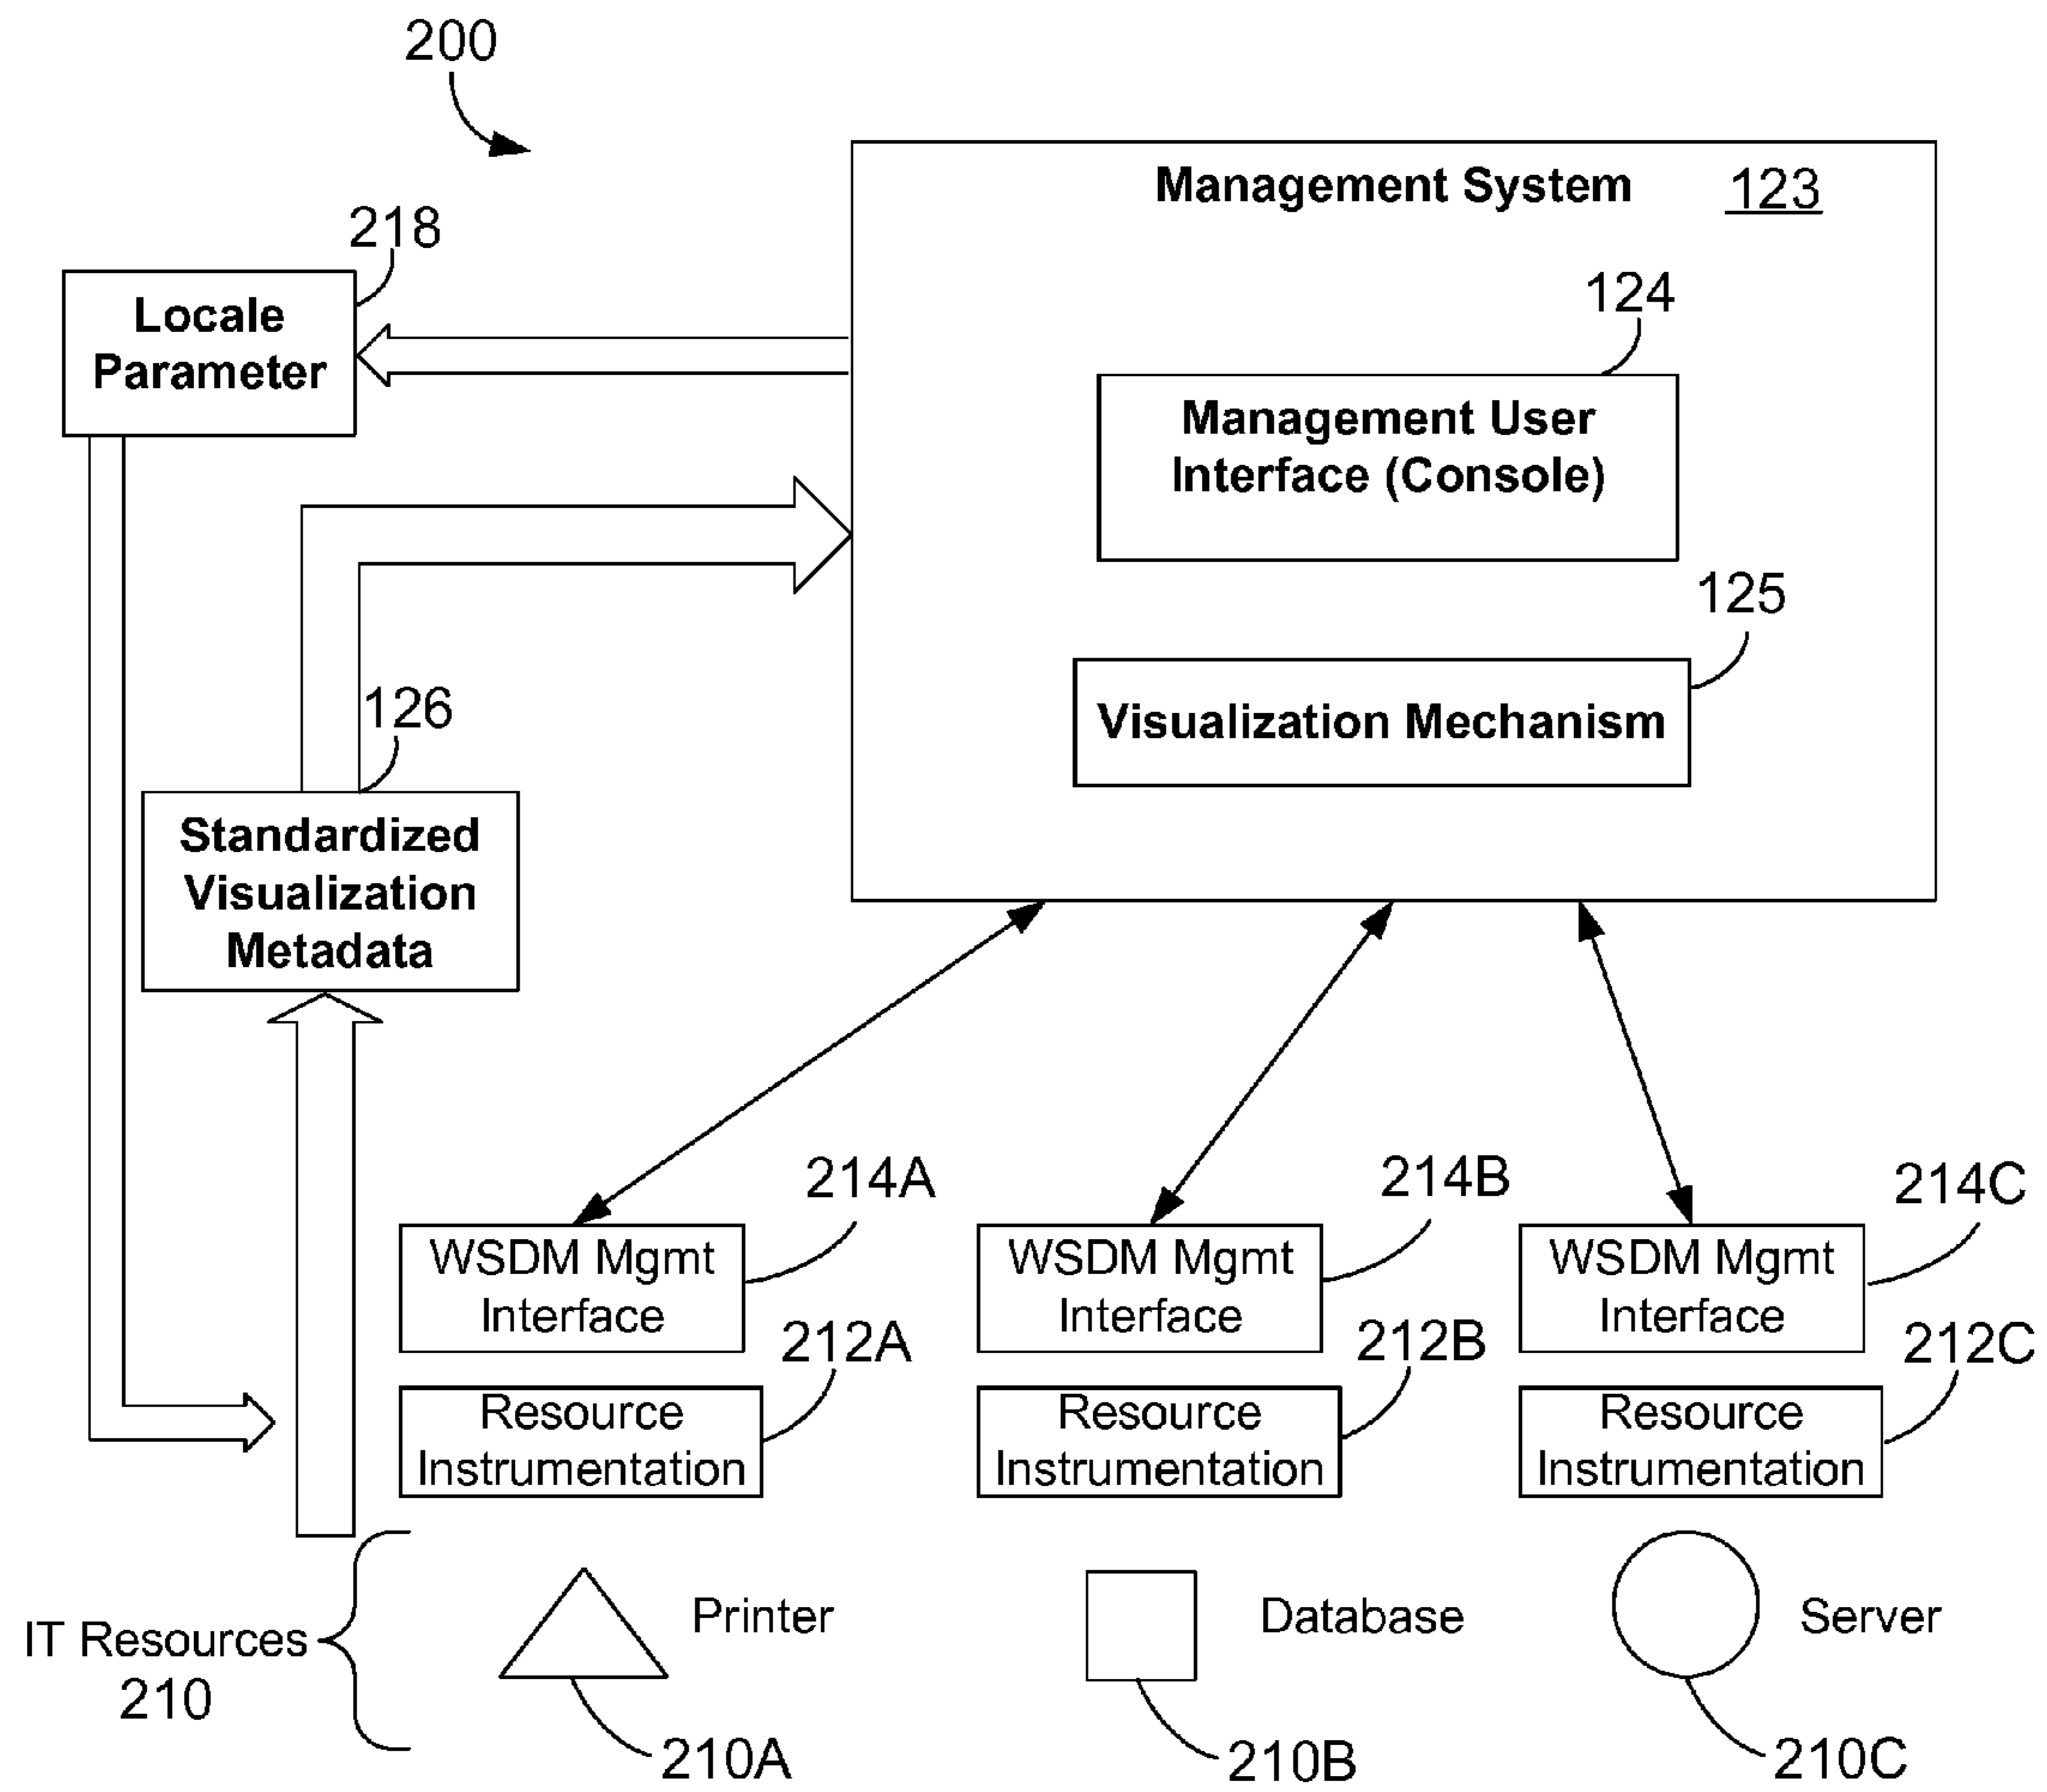 200
Management System 123
218
Locale
Parameter
124
Management User
Interface (Console)
125
Visualization Mechanism
126
Standardized
Visualization
Metadata
214A
214B
214C
WSDM Mgmt
Interface
WSDM Mgmt
Interface
WSDM Mgmt
Interface
212A
212B
212C
Resource
Instrumentation
Resource
Instrumentation
Resource
Instrumentation
IT Resources
210
Printer
Database
Server
210A
210B
210C